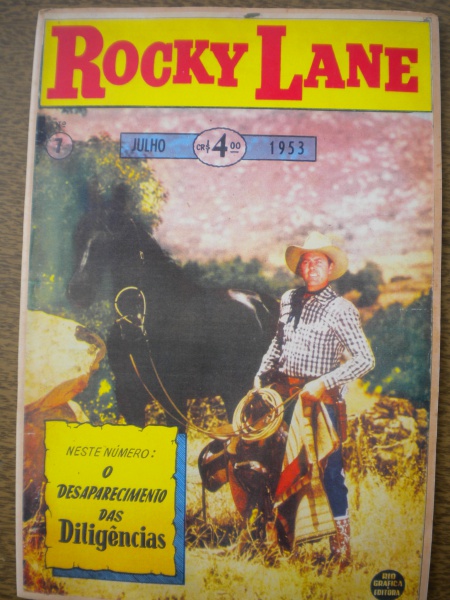 ROCKY LANE
7
JULHO CR$ 4.00 1953
NESTE NÚMERO:
O
DESAPARECIMENTO
DAS
Diligências
RIO
GRÁFICA
EDITORA